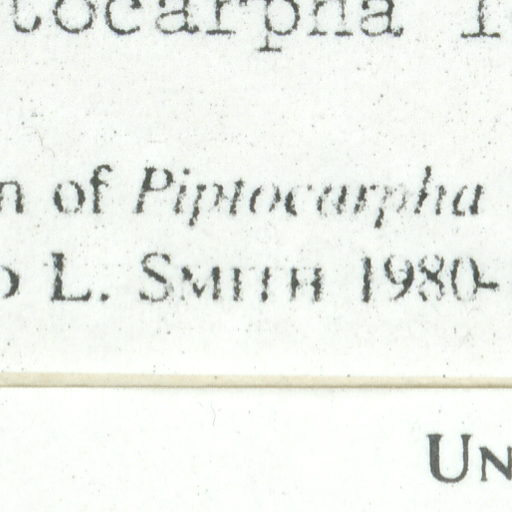 tocarpha
n of Piptocarpha
D L. SMITH 1980-
UN